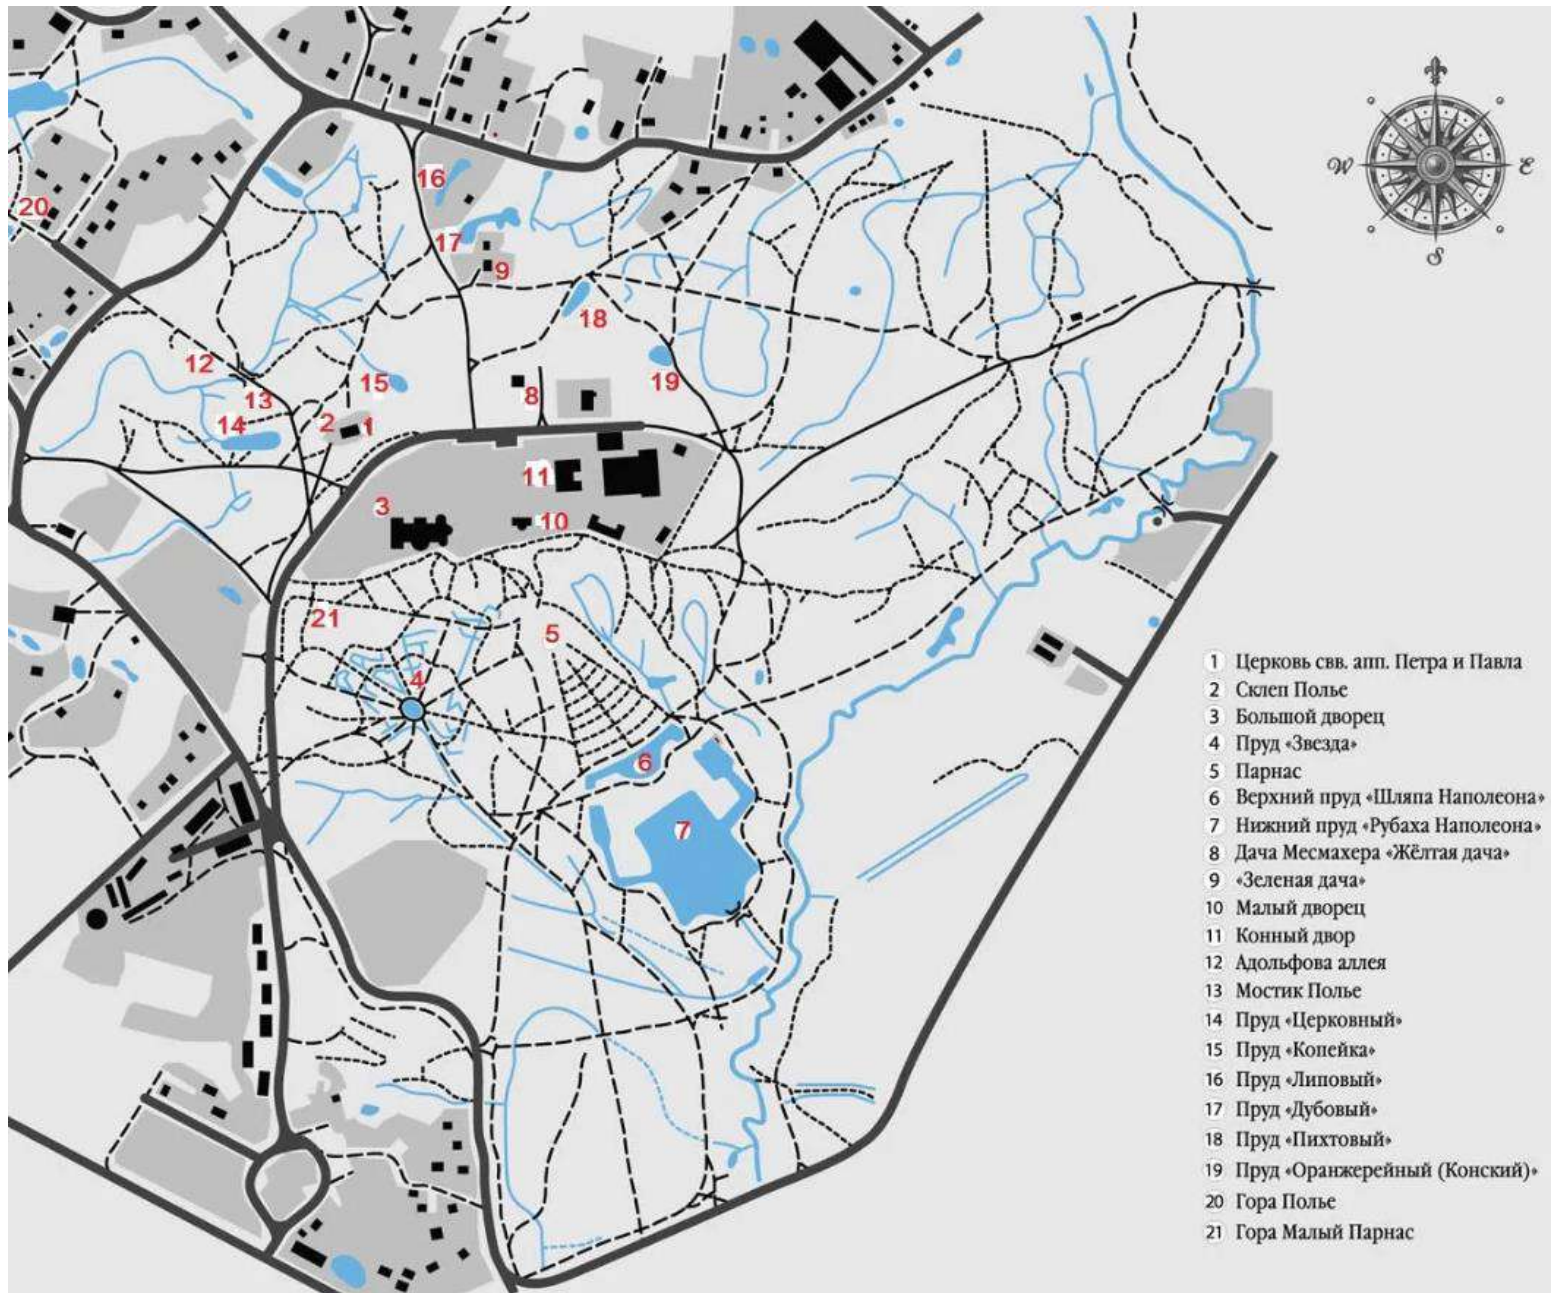 16
20
17
9
W
E
S
18
12
15
19
13
8
14
2
1
11
3
10
21
5
4
6
7
1 Церковь свв. апп. Петра и Павла
2 Склеп Полье
3 Большой дворец
4 Пруд «Звезда»
5 Парнас
6 Верхний пруд «Шляпа Наполеона»
7 Нижний пруд «Рубаха Наполеона»
8 Дача Месмахера «Жёлтая дача»
9 «Зеленая дача»
10 Малый дворец
11 Конный двор
12 Адольфова аллея
13 Мостик Полье
14 Пруд «Церковный»
15 Пруд «Копейка»
16 Пруд «Липовый»
17 Пруд «Дубовый»
18 Пруд «Пихтовый»
19 Пруд «Оранжерейный (Конский)»
20 Гора Полье
21 Гора Малый Парнас